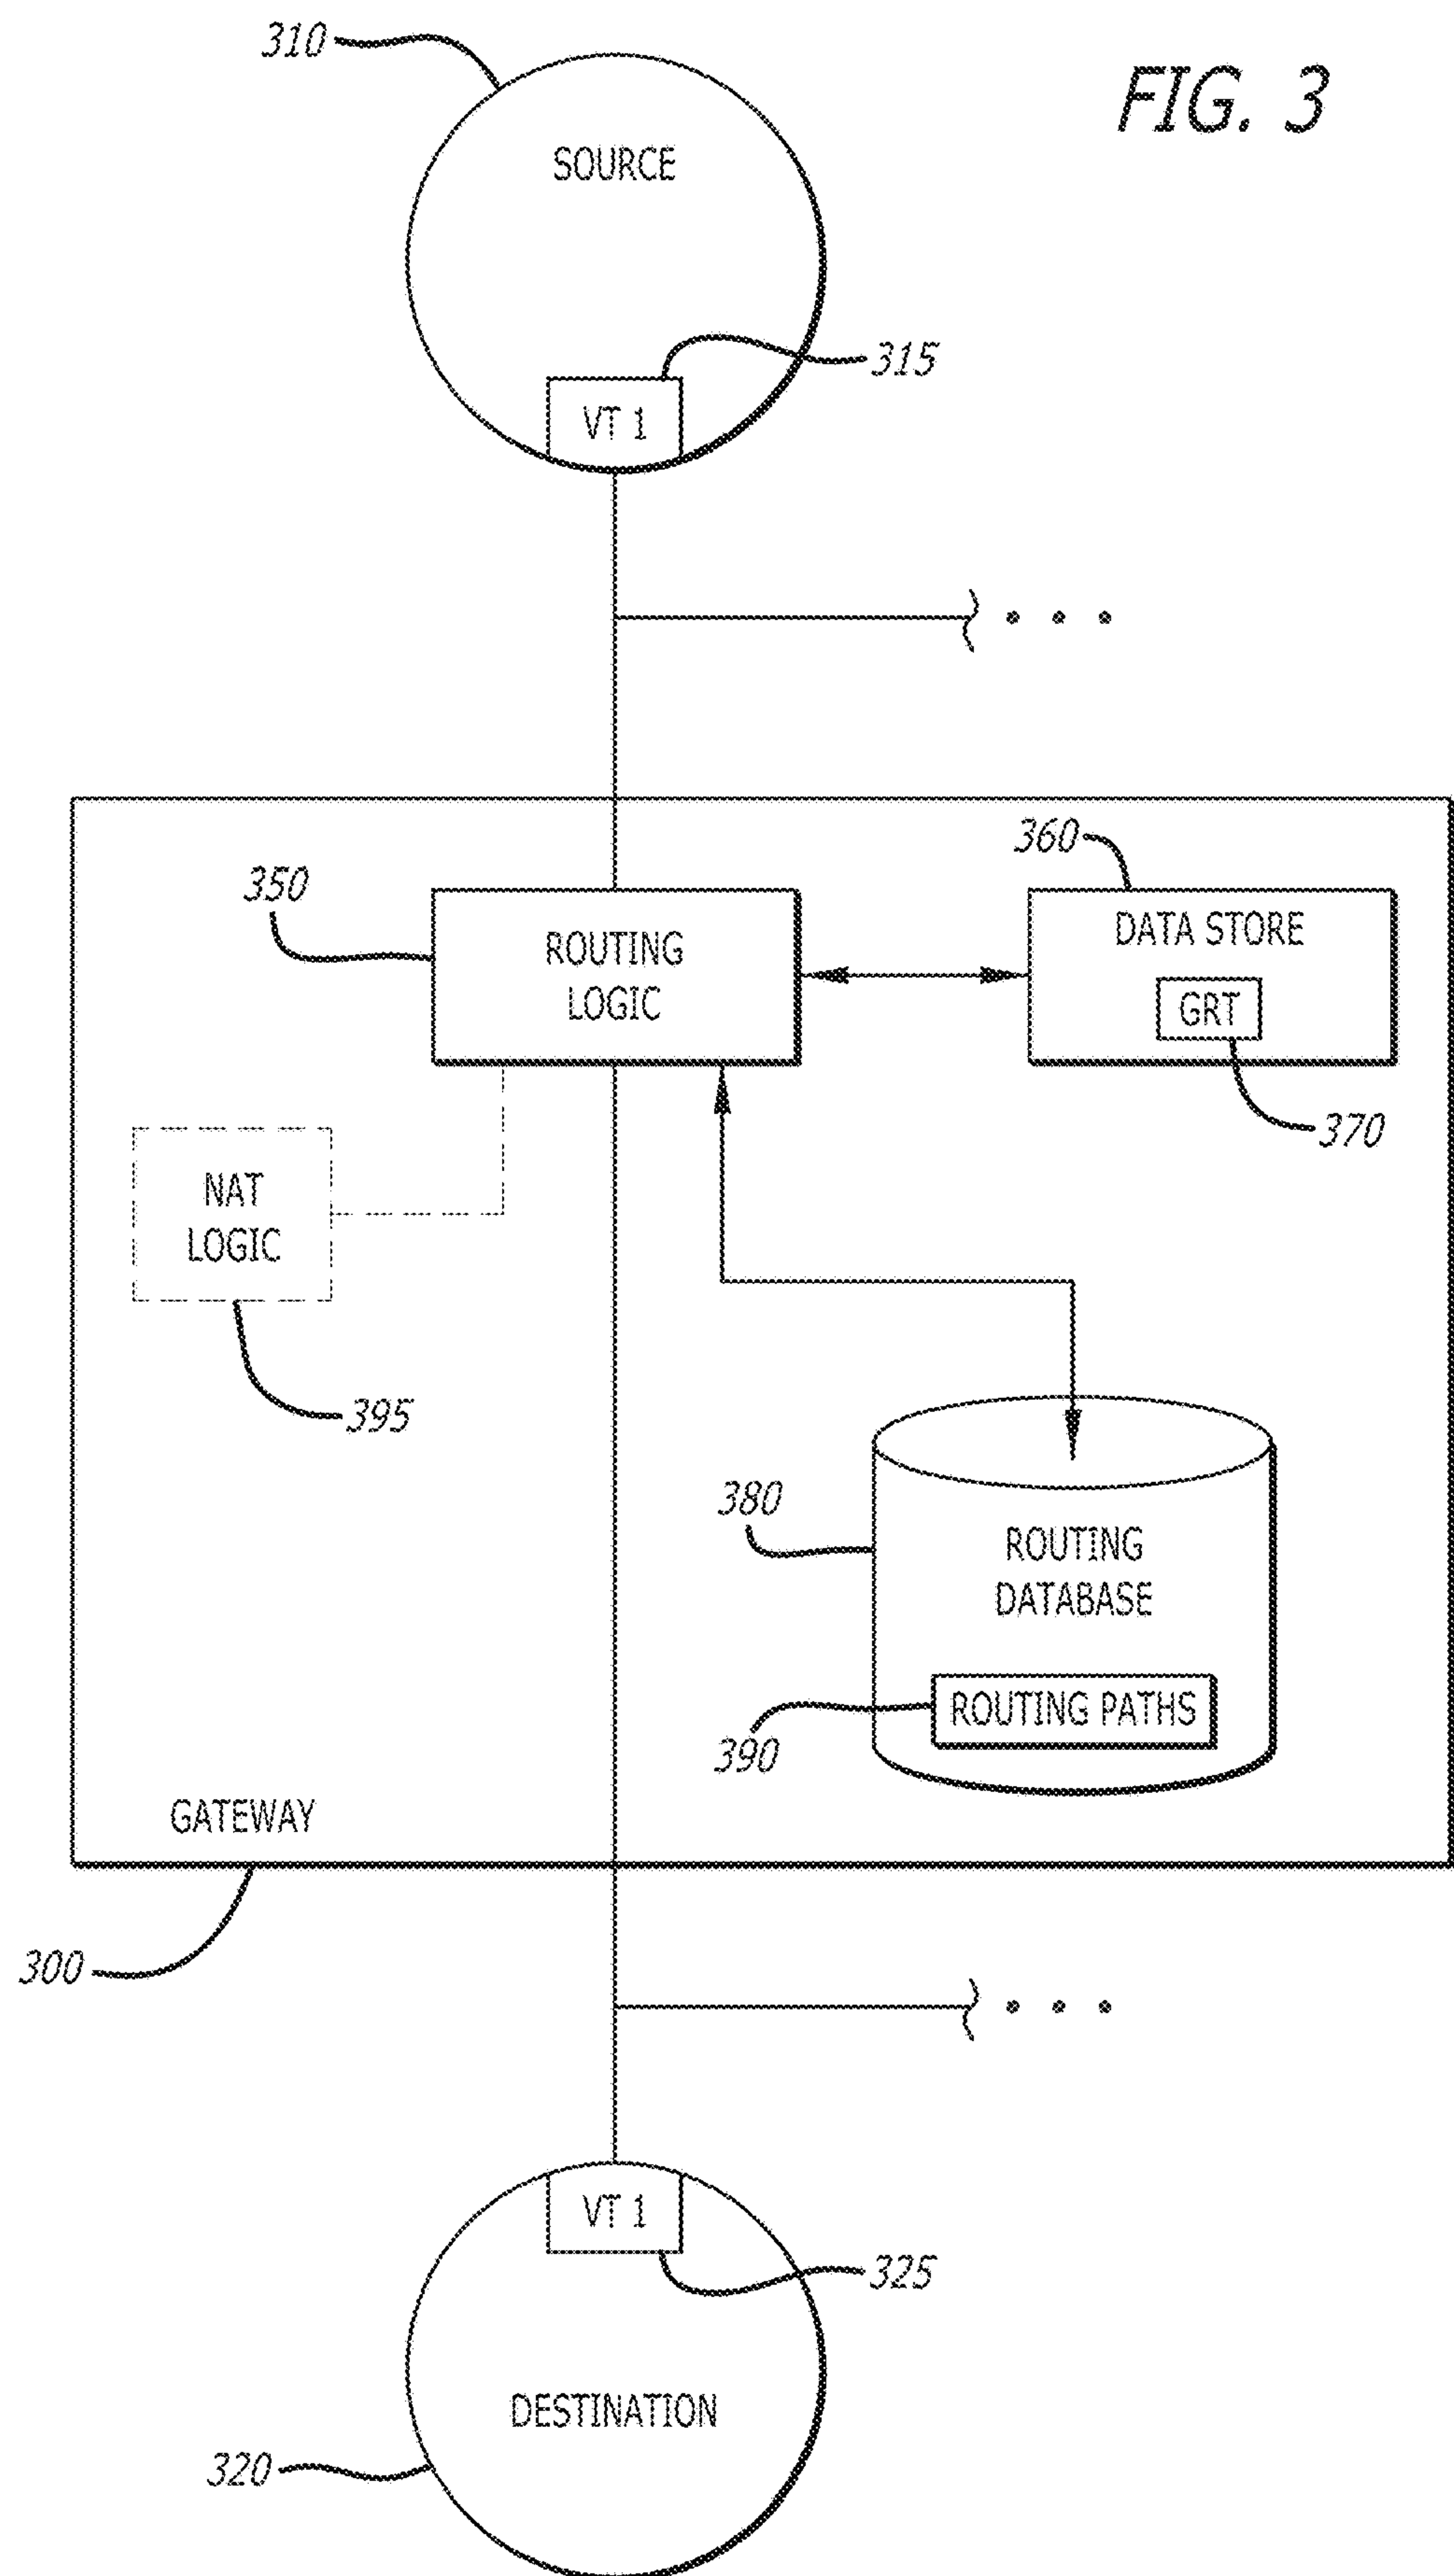 310
FIG. 3
SOURCE
315
VT 1
360
350
DATA STORE
ROUTING
LOGIC
GRT
370
NAT
LOGIC
395
380
ROUTING
DATABASE
ROUTING PATHS
390
GATEWAY
300
VT 1
325
DESTINATION
320